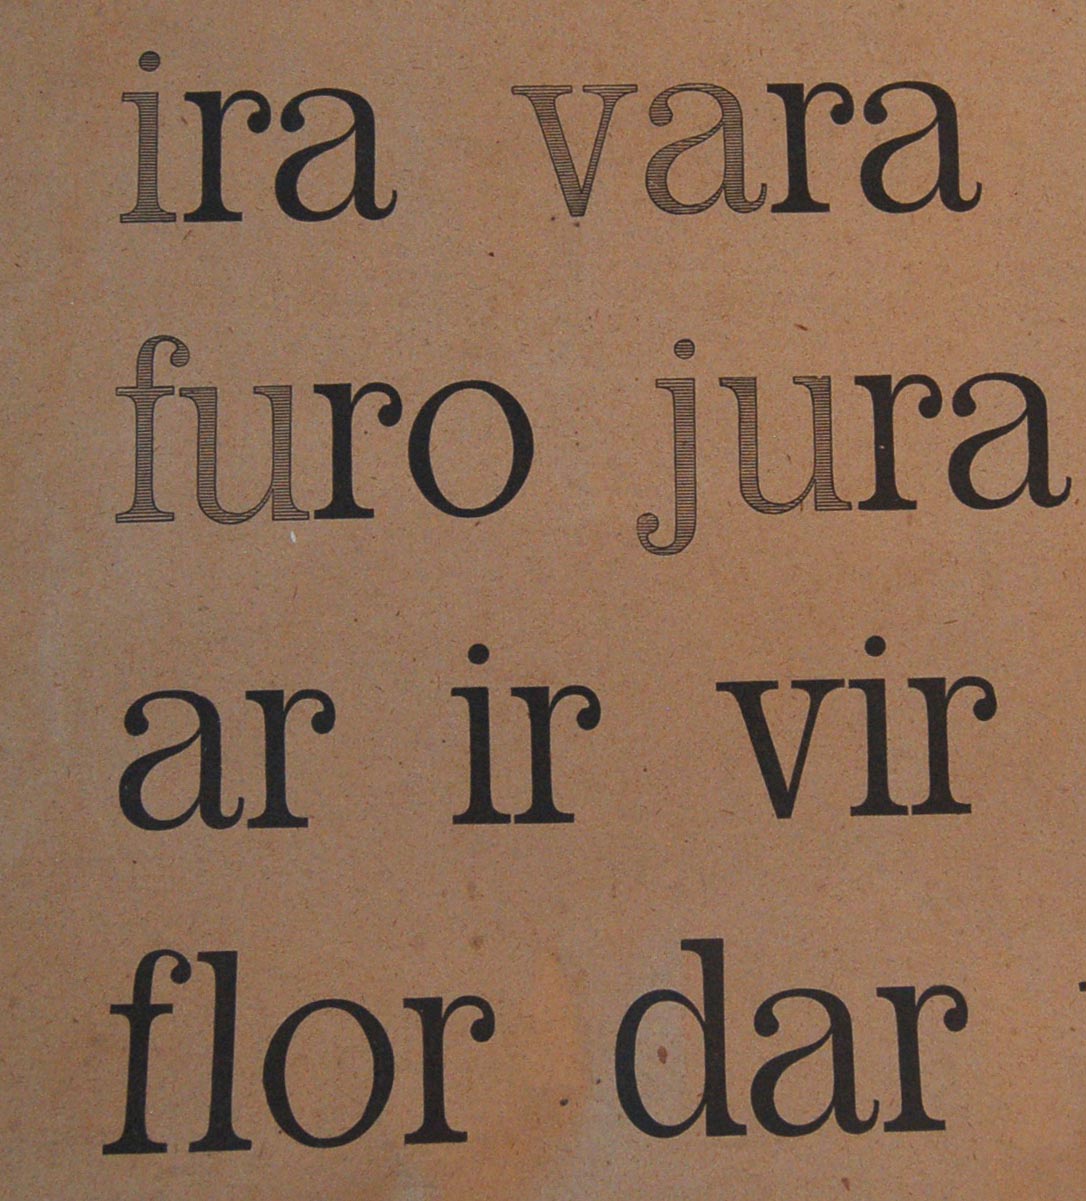 ira vara
furo jura
ar ir vir
flor dar